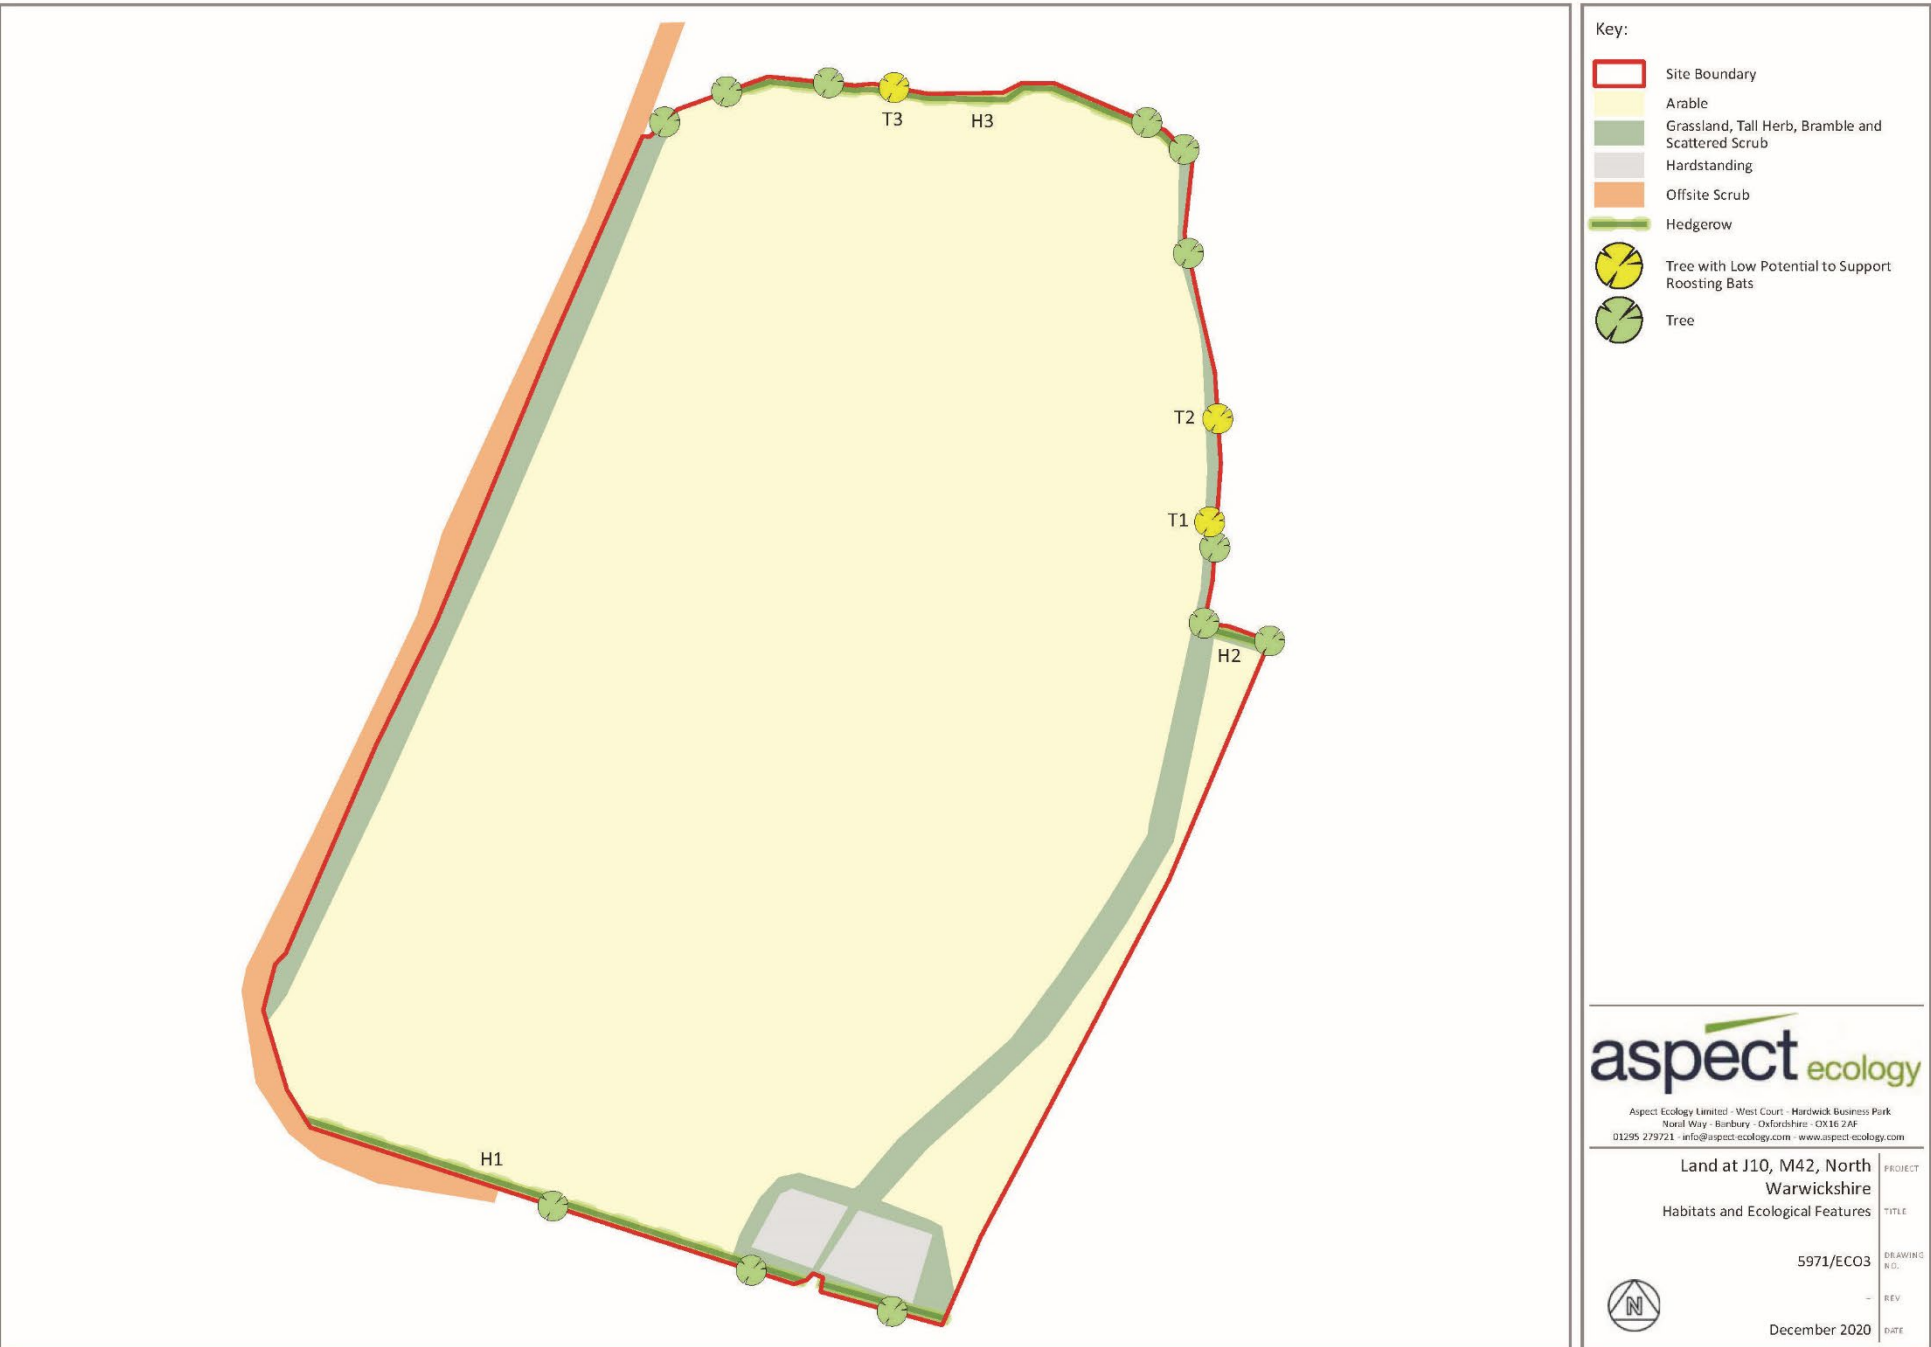 T3
H3
T2
T1
H2
H1
Key:
Site Boundary
Arable
Grassland, Tall Herb, Bramble and
Scattered Scrub
Hardstanding
Offsite Scrub
Hedgerow
Tree with Low Potential to Support
Roosting Bats
Tree
aspect ecology
Aspect Ecology Limited - West Court - Hardwick Business Park
Noral Way - Banbury - Oxfordshire - OX16 2AF
01295 279721 - info@aspect-ecology.com - www.aspect-ecology.com
Land at J10, M42, North
Warwickshire
PROJECT
Habitats and Ecological Features
TITLE
5971/ECO3
DRAWING
NO.
-
REV
N
December 2020
DATE